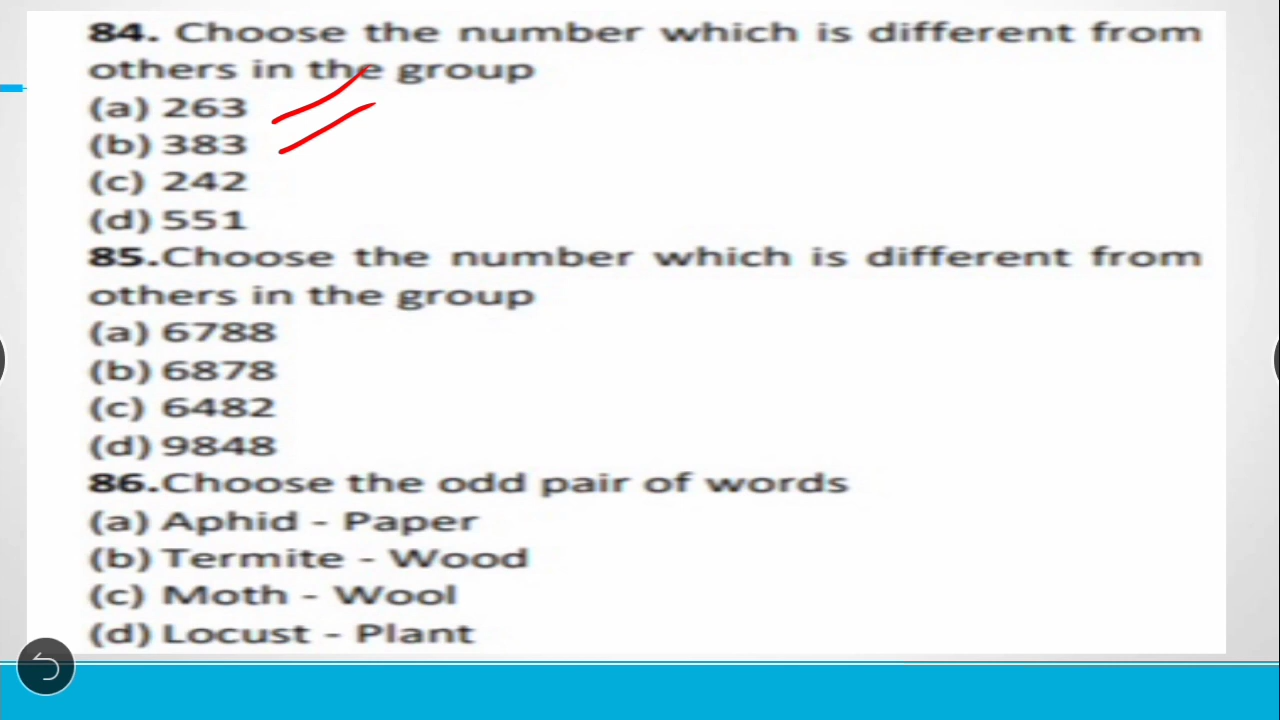 84. Choose the number which is different from
others in the group
(a) 263
(b) 383
(c) 242
(d) 551
85.Choose the number which is different from
others in the group
(a) 6788
(b) 6878
(c) 6482
(d) 9848
86.Choose the odd pair of words
(a) Aphid - Paper
(b) Termite - Wood
(c) Moth - Wool
(d) Locust - Plant